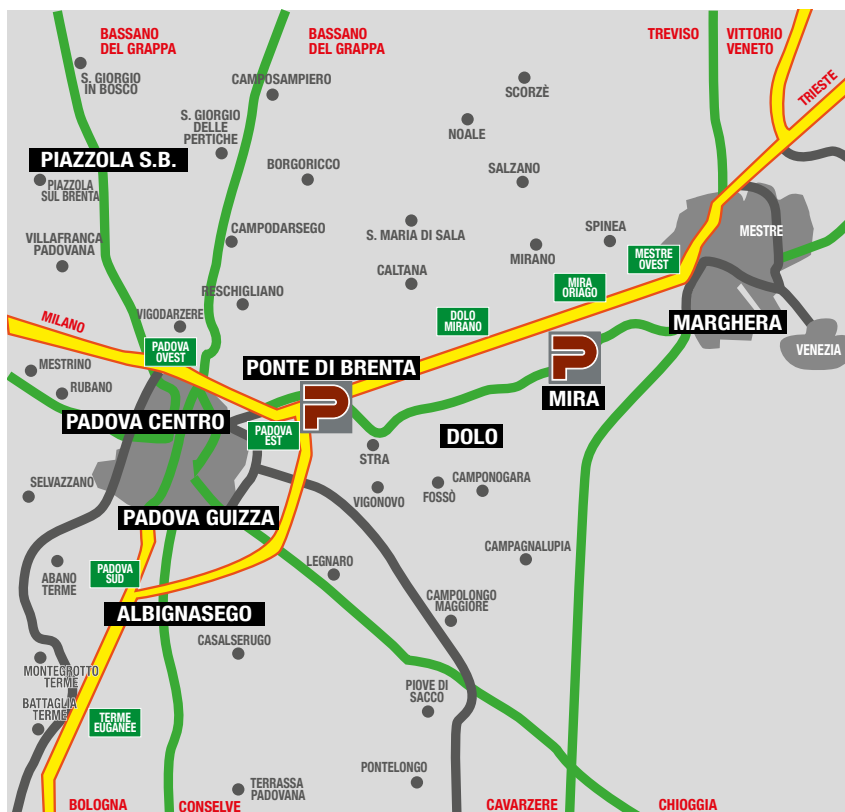 BASSANO
DEL GRAPPA
BASSANO
DEL GRAPPA
TREVISO
VITTORIO
VENETO
TRIESTE
S. GIORGIO
IN BOSCO
CAMPOSAMPIERO
SCORZÈ
S. GIORGIO
DELLE
PERTICHE
NOALE
PIAZZOLA S.B.
BORGORICCO
SALZANO
PIAZZOLA
SUL BRENTA
CAMPODARSEGO
S. MARIA DI SALA
SPINEA
MESTRE
VILLAFRANCA
PADOVANA
MIRANO
MESTRE
OVEST
CALTANA
MIRA
ORIAGO
RESCHIGLIANO
VIGODARZERE
MILANO
DOLO
MIRANO
MARGHERA
VENEZIA
PADOVA
OVEST
MESTRINO
PONTE DI BRENTA
P
P
RUBANO
MIRA
PADOVA CENTRO
PADOVA
EST
DOLO
STRA
SELVAZZANO
VIGONOVO
FOSSÒ
CAMPONOGARA
PADOVA GUIZZA
CAMPAGNALUPIA
ABANO
TERME
PADOVA
SUD
LEGNARO
ALBIGNASEGO
CAMPOLONGO
MAGGIORE
CASALSERUGO
MONTEGROTTO
TERME
BATTAGLIA
TERME
TERME
EUGANEE
PIOVE DI
SACCO
PONTELONGO
TERRASSA
PADOVANA
BOLOGNA
CONSELVE
CAVARZERE
CHIOGGIA